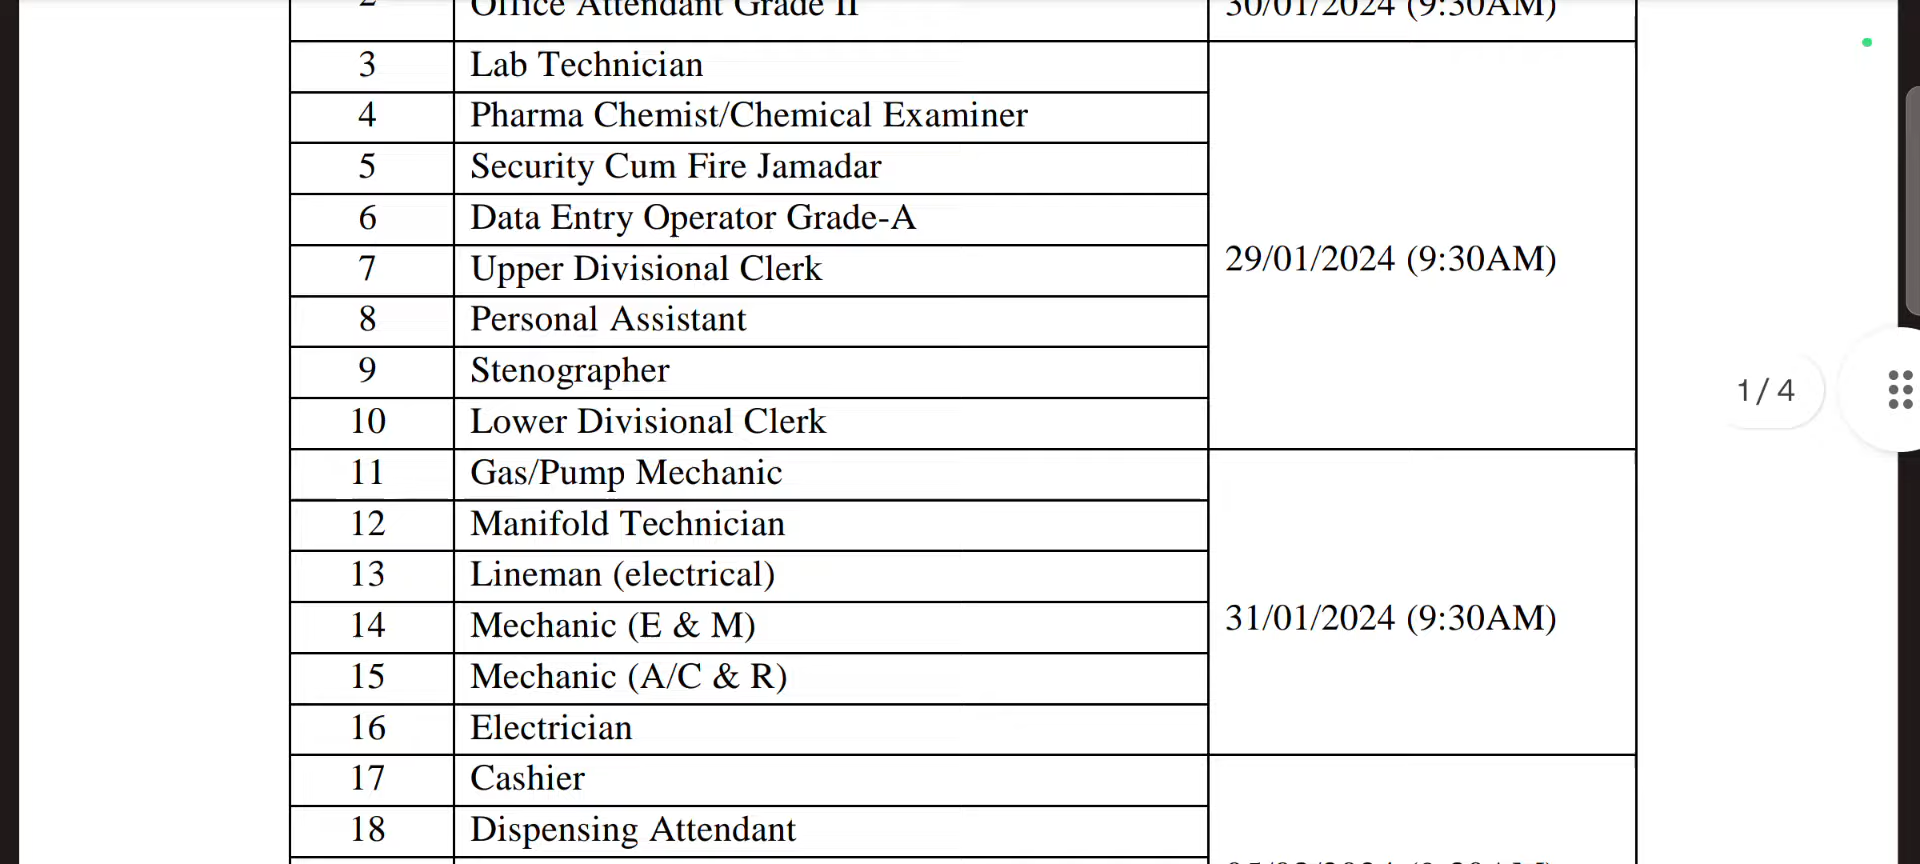 2 Office Attendant Grade II 30/01/2024 (9:30AM)
3 Lab Technician
4 Pharma Chemist/Chemical Examiner
5 Security Cum Fire Jamadar
6 Data Entry Operator Grade-A
29/01/2024 (9:30AM)
7 Upper Divisional Clerk
8 Personal Assistant
9 Stenographer
10 Lower Divisional Clerk
11 Gas/Pump Mechanic
12 Manifold Technician
13 Lineman (electrical)
14 Mechanic (E & M) 31/01/2024 (9:30AM)
15 Mechanic (A/C & R)
16 Electrician
17 Cashier
18 Dispensing Attendant
1 / 4